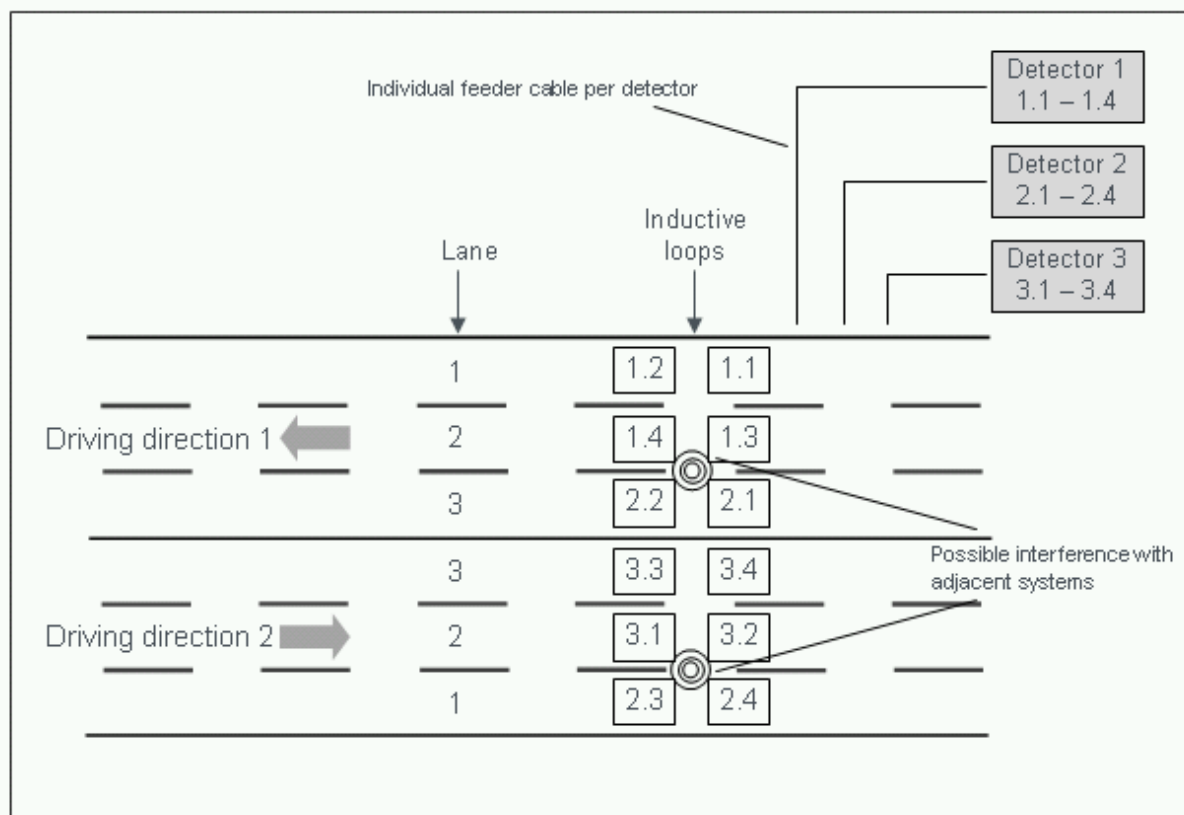 Detector 1
1.1 – 1.4
Individual feeder cable per detector
Detector 2
2.1 – 2.4
Inductive
loops
Lane
Detector 3
3.1 – 3.4
1
1.2
1.1
Driving direction 1
2
1.4
1.3
3
2.2
2.1
Possible interference with
adjacent systems
3
3.3
3.4
Driving direction 2
2
3.1
3.2
1
2.3
2.4